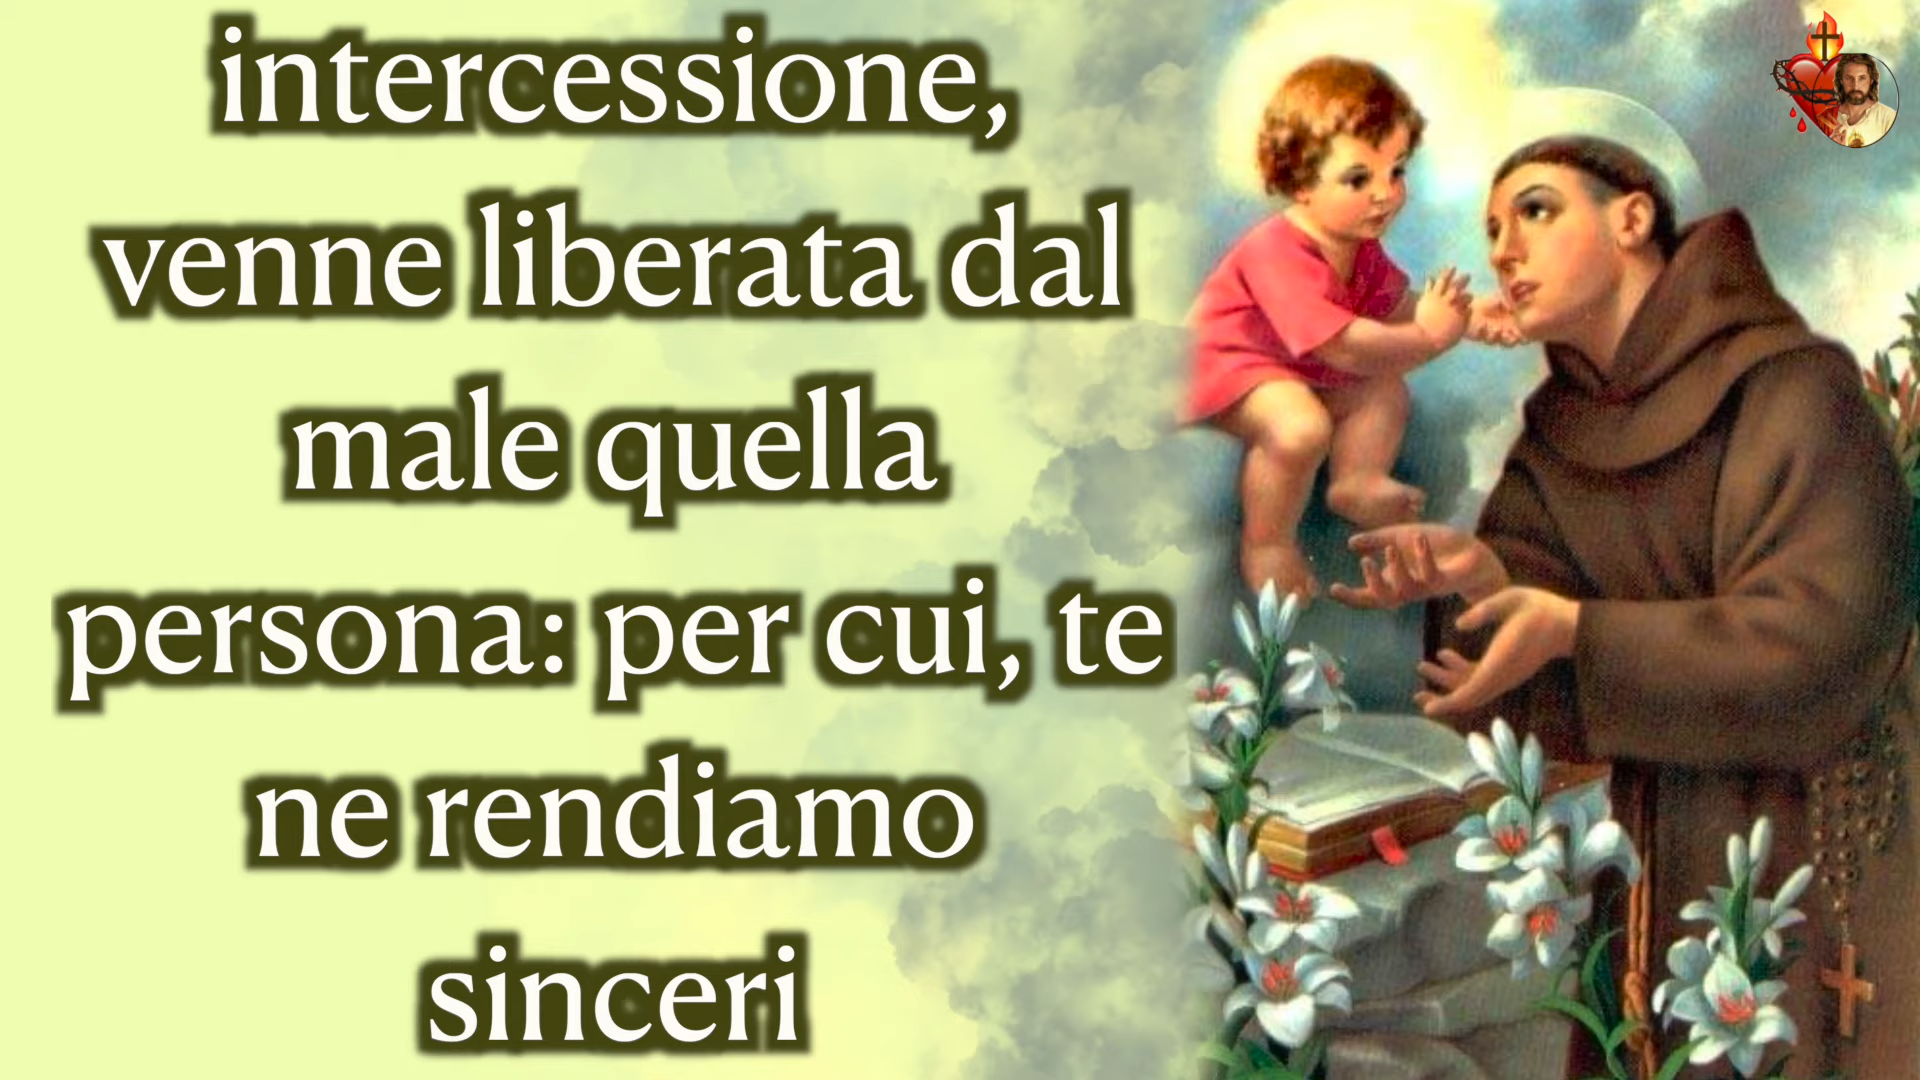 intercessione,
venne liberata dal
male quella
persona: per cui, te
ne rendiamo
sinceri